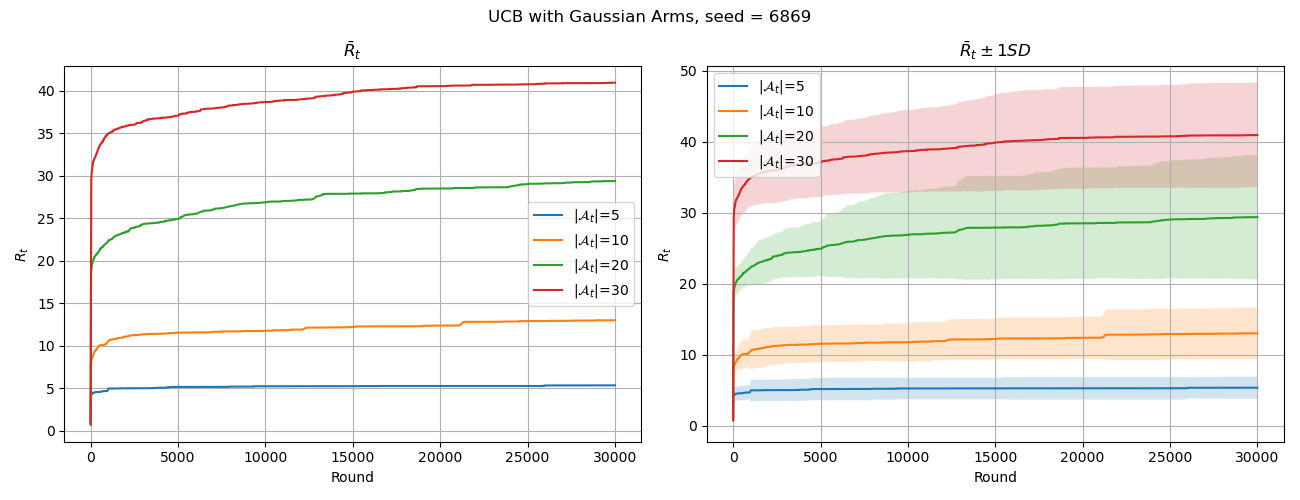 UCB with Gaussian Arms, seed = 6869
R̄ₜ
Rₜ
40
35
30
25
20
15
10
5
0
|𝒜ₜ|=5
|𝒜ₜ|=10
|𝒜ₜ|=20
|𝒜ₜ|=30
0 5000 10000 15000 20000 25000 30000
Round
R̄ₜ ± 1SD
Rₜ
50
40
30
20
10
0
|𝒜ₜ|=5
|𝒜ₜ|=10
|𝒜ₜ|=20
|𝒜ₜ|=30
0 5000 10000 15000 20000 25000 30000
Round